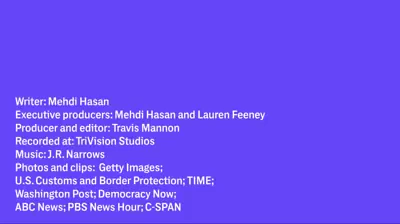 Writer: Mehdi Hasan
Executive producers: Mehdi Hasan and Lauren Feeney
Producer and editor: Travis Mannon
Recorded at: TriVision Studios
Music: J.R. Narrows
Photos and clips:  Getty Images;
U.S. Customs and Border Protection; TIME;
Washington Post; Democracy Now;
ABC News; PBS News Hour; C-SPAN